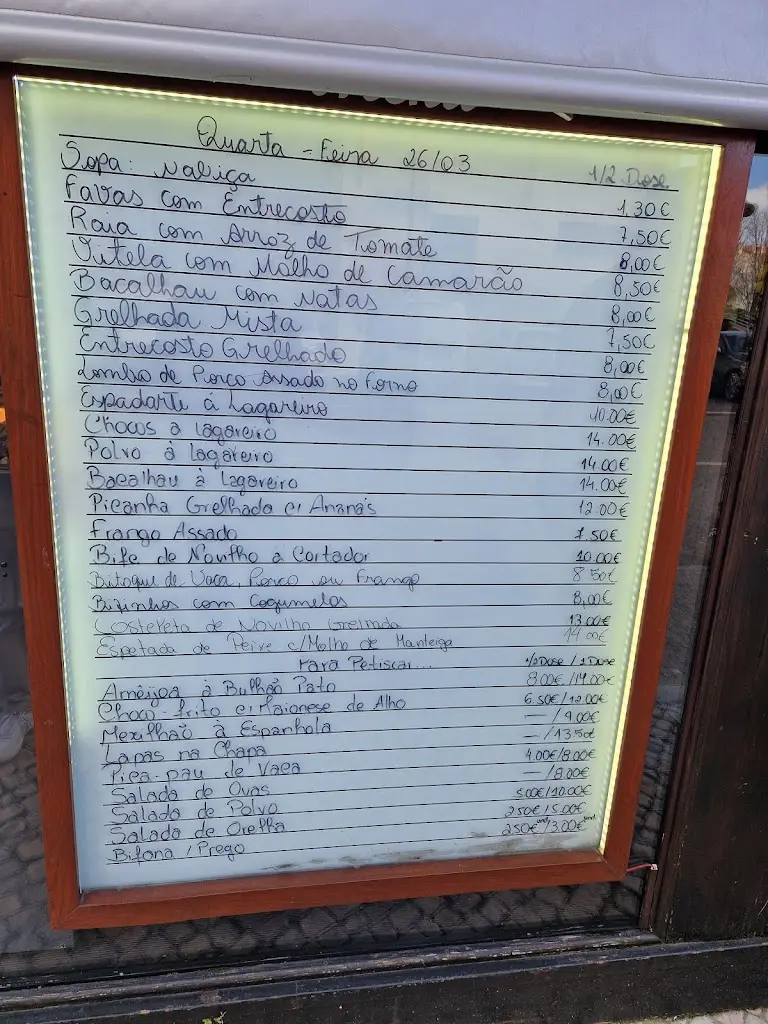 Quarta - Feira 26/03 1/2 Dose
Sopa: Nabiça 1.30€
Favas com Entrecosto 7,50€
Raia com Arroz de Tomate 8,00€
Vitela com Molho de Camarão 8,50€
Bacalhau com Natas 8,00€
Grelhada Mista 7,50€
Entrecosto Grelhado 8,00€
Lombo de Porco Assado no Forno 8,00€
Espadarte á Lagareiro 10.00€
Chocos a Lagareiro 14.00€
Polvo à Lagareiro 14.00€
Bacalhau à Lagareiro 14.00€
Picanha Grelhada c/ Ananás 12.00€
Frango Assado 7.50€
Bife de Novilho a Cortador 10.00€
Bitoque de Vaca, Porco ou Frango 8.50€
Bifinhos com Cogumelos 8,00€
Costeleta de Novilho Grelhada 13.00€
Espetada de Peixe c/Molho de Manteiga 14.00€
Para Petiscar... 1/2Dose / 1 Dose
Ameijoa à Bulhão Pato 8.00€/14.00€
Choco frito c/ Maionese de Alho 6.50€/12.00€
Mexilhão à Espanhola — / 9.00€
Lapas na Chapa — / 13.50€
Pica-pau de Vaca 4.00€/8.00€
Salada de Ovas — /8.00€
Salada de Polvo 5.00€/10.00€
Salada de Orelha 2.50€/5.00€
Bifana / Prego 2.50€und/3.00€und